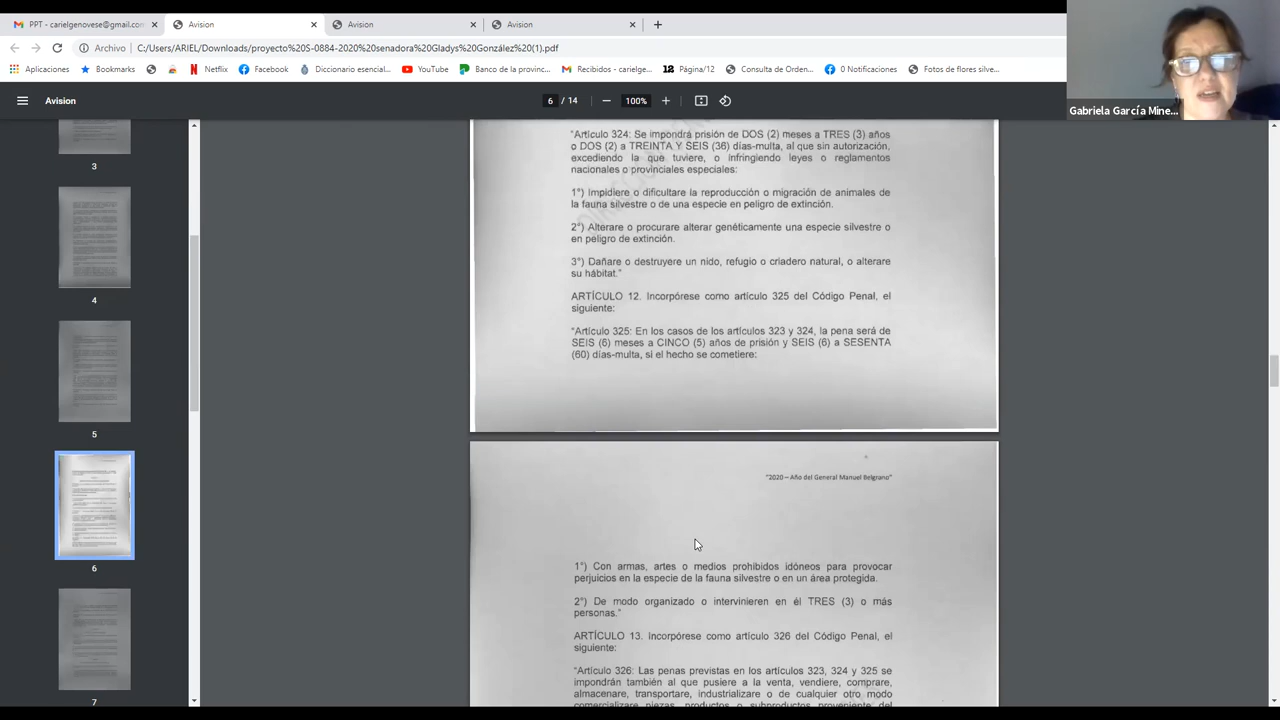 PPT - carielgenovese@gmail.con
Avision
Avision
Avision
Archivo
C:/Users/ARIEL/Downloads/proyecto%20S-0884-2020%20senadora%20Gladys%20González%20(1).pdf
Aplicaciones
Bookmarks
Netflix
Facebook
Diccionario esencial...
YouTube
Banco de la provinc...
Recibidos - carielge...
12 Página/12
Consulta de Orden...
0 Notificaciones
Fotos de flores silve...
Gabriela García Mine...
Avision
6 / 14
100%
3
4
5
6
7
"Artículo 324: Se impondrá prisión de DOS (2) meses a TRES (3) años
o DOS (2) a TREINTA Y SEIS (36) días-multa, al que sin autorización,
excediendo la que tuviere, o infringiendo leyes o reglamentos
nacionales o provinciales especiales:
1°) Impidiere o dificultare la reproducción o migración de animales de
la fauna silvestre o de una especie en peligro de extinción.
2°) Alterare o procurare alterar genéticamente una especie silvestre o
en peligro de extinción.
3°) Dañare o destruyere un nido, refugio o criadero natural, o alterare
su hábitat."
ARTÍCULO 12. Incorpórese como artículo 325 del Código Penal, el
siguiente:
"Artículo 325: En los casos de los artículos 323 y 324, la pena será de
SEIS (6) meses a CINCO (5) años de prisión y SEIS (6) a SESENTA
(60) días-multa, si el hecho se cometiere:
"2020 – Año del General Manuel Belgrano"
1°) Con armas, artes o medios prohibidos idóneos para provocar
perjuicios en la especie de la fauna silvestre o en un área protegida.
2°) De modo organizado o intervinieren en él TRES (3) o más
personas."
ARTÍCULO 13. Incorpórese como artículo 326 del Código Penal, el
siguiente:
"Artículo 326: Las penas previstas en los artículos 323, 324 y 325 se
impondrán también al que pusiere a la venta, vendiere, comprare,
almacenare, transportare, industrializare o de cualquier otro modo
comercializare piezas, productos o subproductos proveniente del